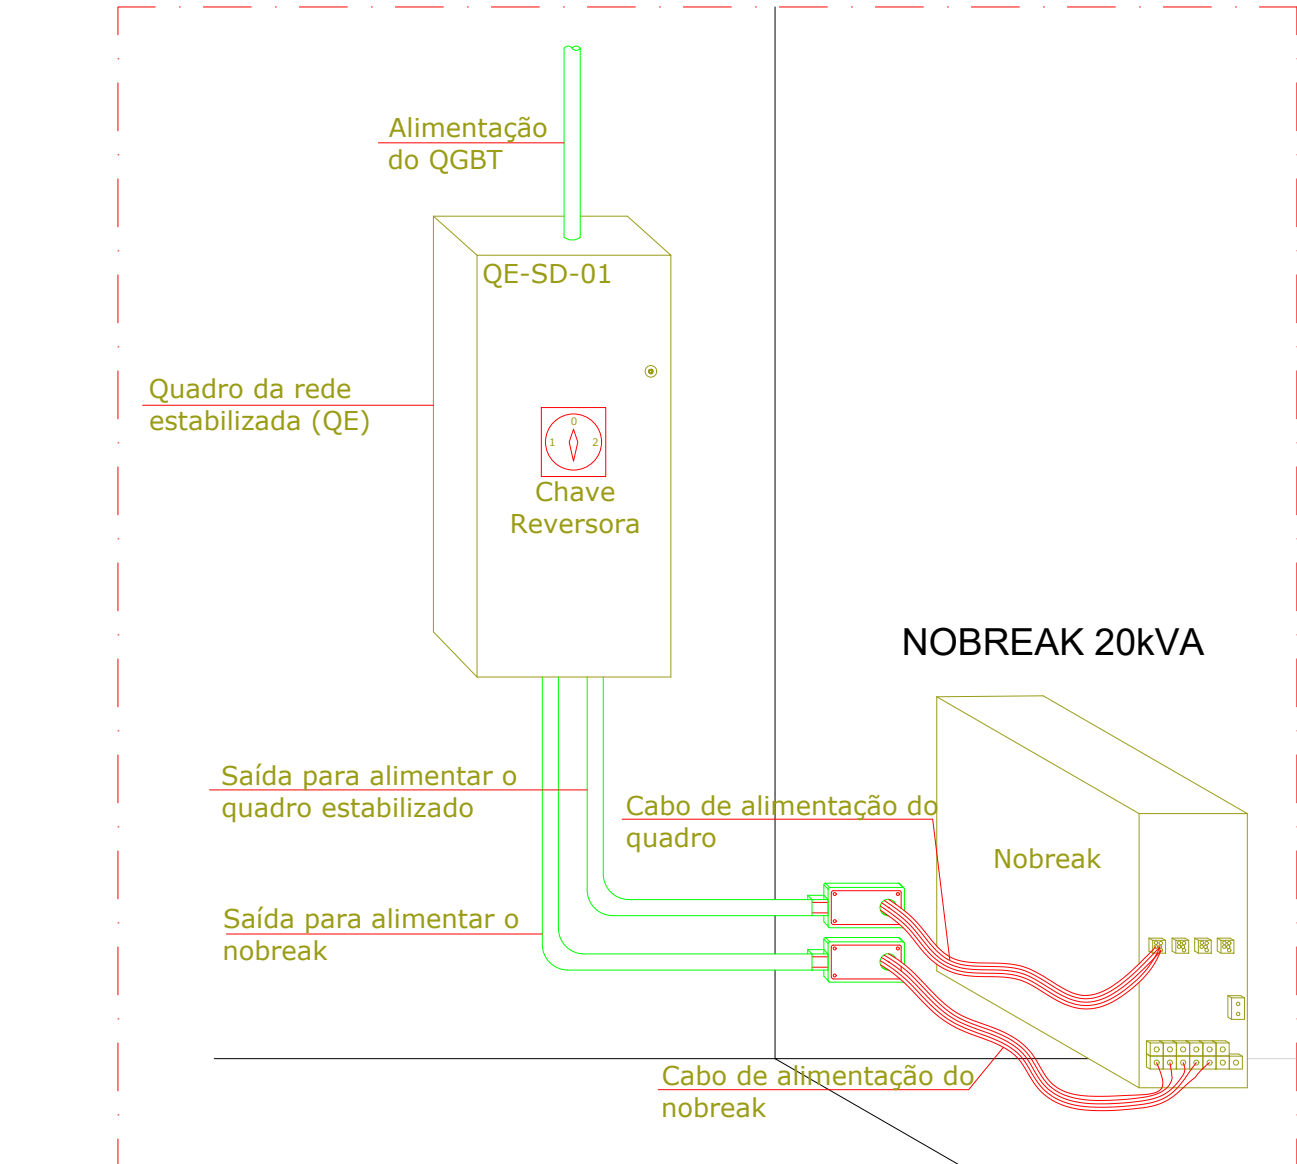 Alimentação
do QGBT
QE-SD-01
Quadro da rede
estabilizada (QE)
0
1 2
Chave
Reversora
NOBREAK 20kVA
Saída para alimentar o
quadro estabilizado
Cabo de alimentação do
quadro
Nobreak
Saída para alimentar o
nobreak
Cabo de alimentação do
nobreak